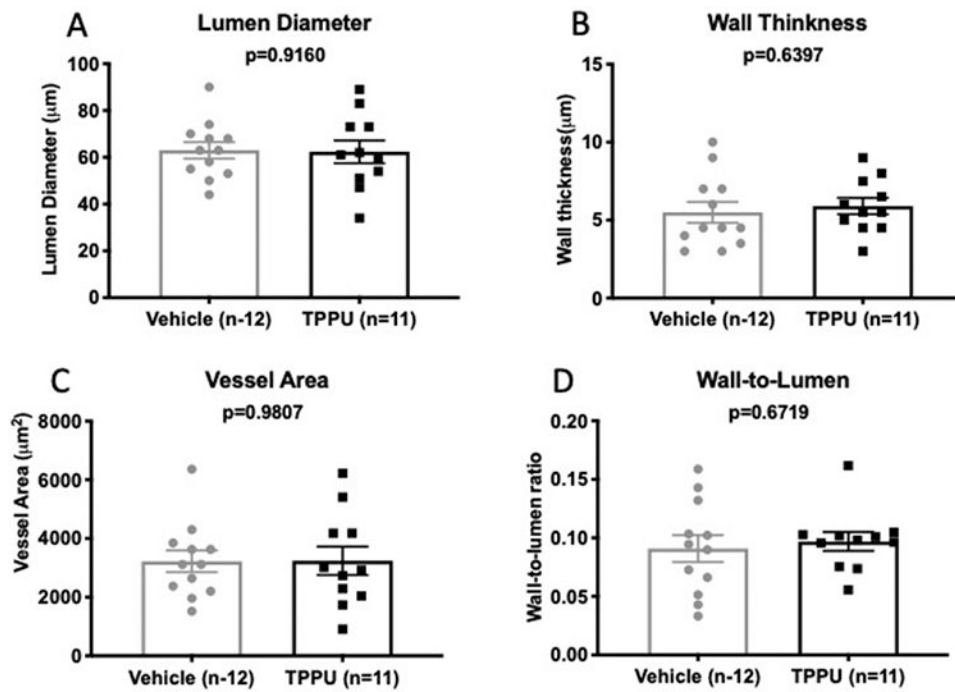 A
Lumen Diameter
p=0.9160
Lumen Diameter (μm)
100
80
60
40
20
0
Vehicle (n-12)
TPPU (n=11)
B
Wall Thinkness
p=0.6397
Wall thickness(μm)
15
10
5
0
Vehicle (n-12)
TPPU (n=11)
C
Vessel Area
p=0.9807
Vessel Area (μm²)
8000
6000
4000
2000
0
Vehicle (n-12)
TPPU (n=11)
D
Wall-to-Lumen
p=0.6719
Wall-to-lumen ratio
0.20
0.15
0.10
0.05
0.00
Vehicle (n-12)
TPPU (n=11)